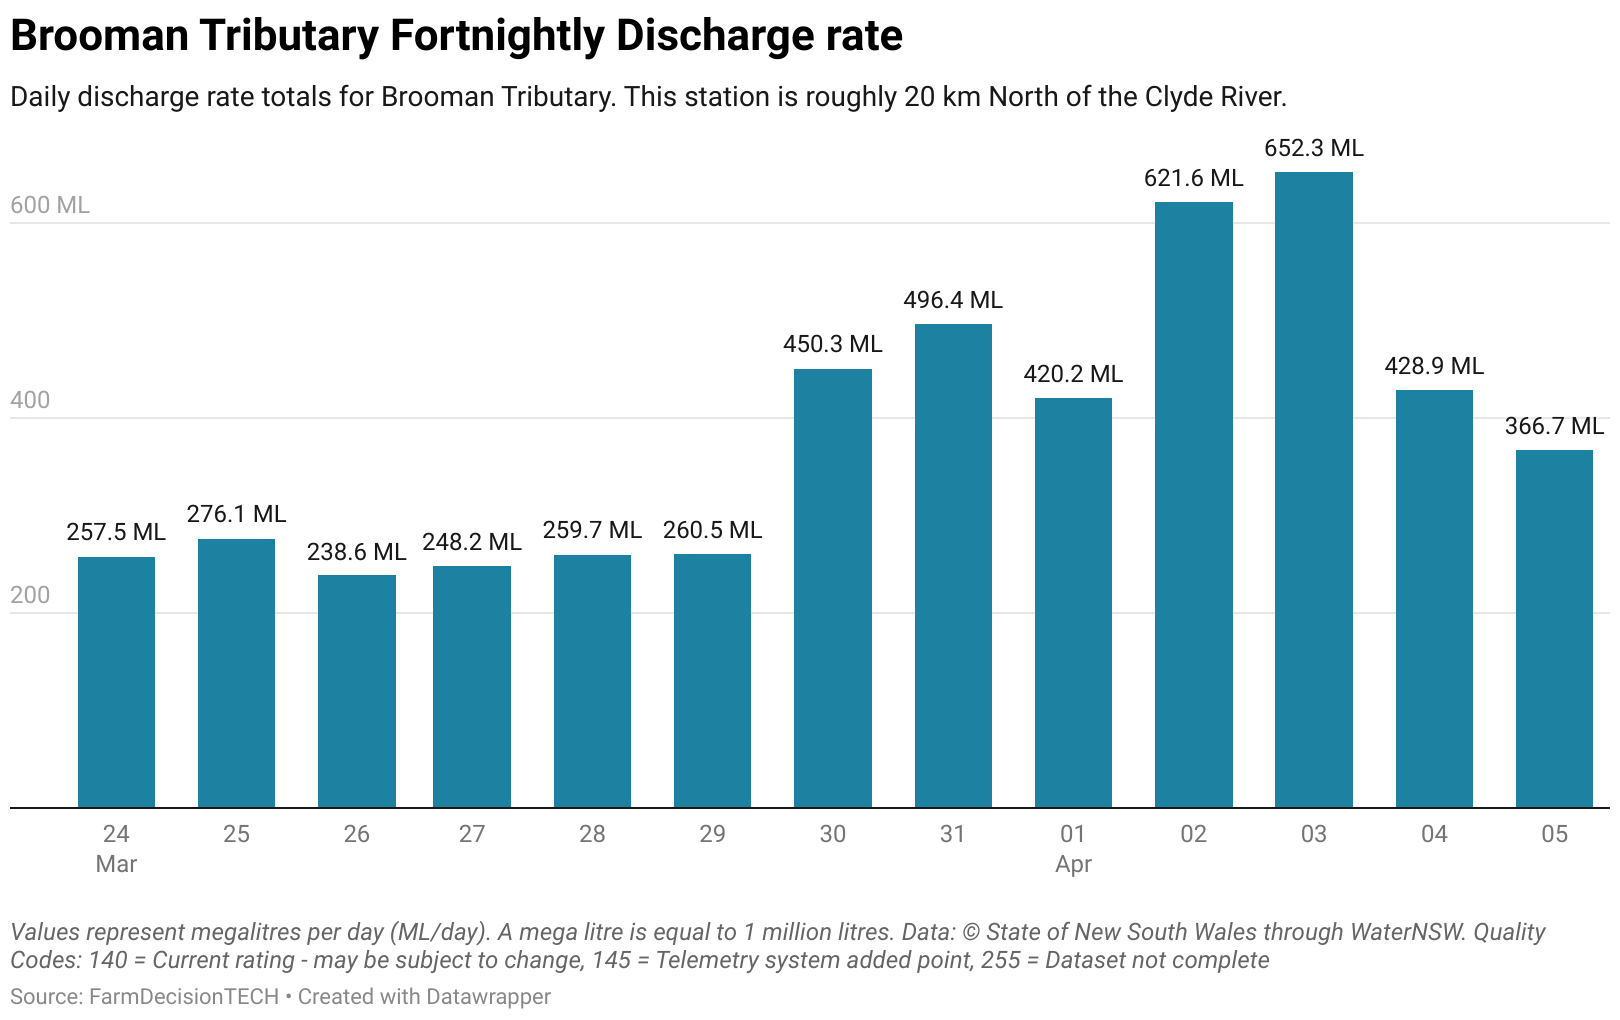 Brooman Tributary Fortnightly Discharge rate
Daily discharge rate totals for Brooman Tributary. This station is roughly 20 km North of the Clyde River.
652.3 ML
621.6 ML
600 ML
496.4 ML
450.3 ML
428.9 ML
420.2 ML
400
366.7 ML
276.1 ML
257.5 ML
259.7 ML
260.5 ML
248.2 ML
238.6 ML
200
24 25 26 27 28 29 30 31 01 02 03 04 05
Mar Apr
Values represent megalitres per day (ML/day). A mega litre is equal to 1 million litres. Data: © State of New South Wales through WaterNSW. Quality
Codes: 140 = Current rating - may be subject to change, 145 = Telemetry system added point, 255 = Dataset not complete
Source: FarmDecisionTECH • Created with Datawrapper